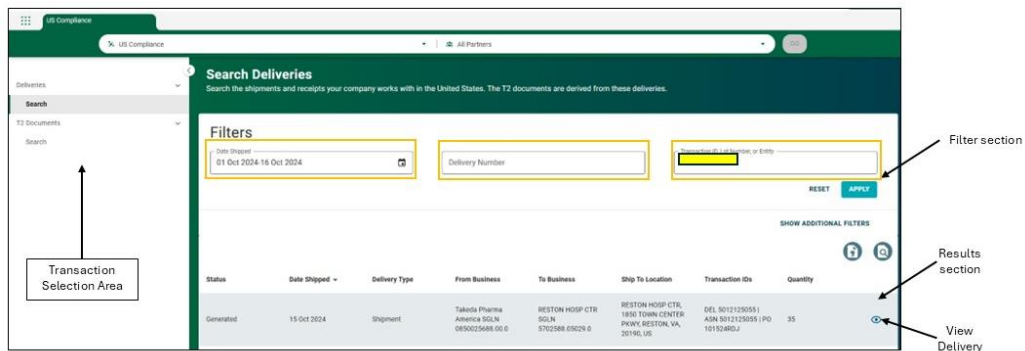 US Compliance
US Compliance
All Partners
GO
Search Deliveries
Search the shipments and receipts your company works with in the United States. The T2 documents are derived from these deliveries.
Deliveries
Search
T2 Documents
Search
Filters
Date Shipped
01 Oct 2024-16 Oct 2024
Delivery Number
Transaction ID, Lot Number, or Entity
RESET
APPLY
SHOW ADDITIONAL FILTERS
Filter section
Transaction
Selection Area
Results
section
Status
Date Shipped
Delivery Type
From Business
To Business
Ship To Location
Transaction IDs
Quantity
Generated
15 Oct 2024
Shipment
Takeda Pharma
America SGLN
0850025688.00.0
RESTON HOSP CTR
SGLN
5702588.05029.0
RESTON HOSP CTR,
1850 TOWN CENTER
PKWY, RESTON, VA,
20190, US
DEL 5012125055 |
ASN 5012125055 | PO
101524RDJ
35
View
Delivery